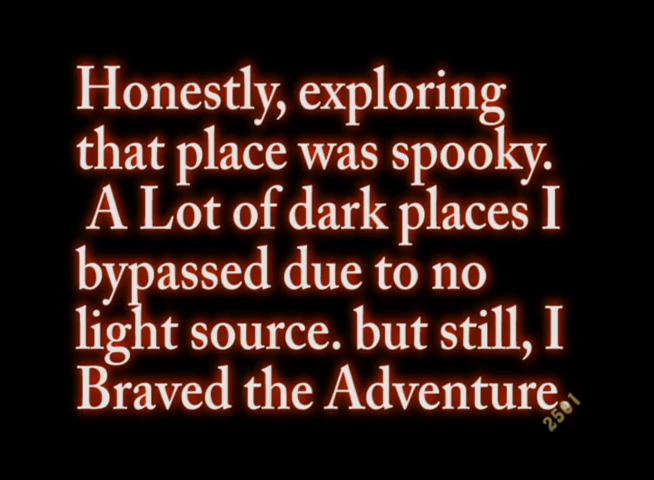 Honestly, exploring
that place was spooky.
A Lot of dark places I
bypassed due to no
light source. but still, I
Braved the Adventure.
2501